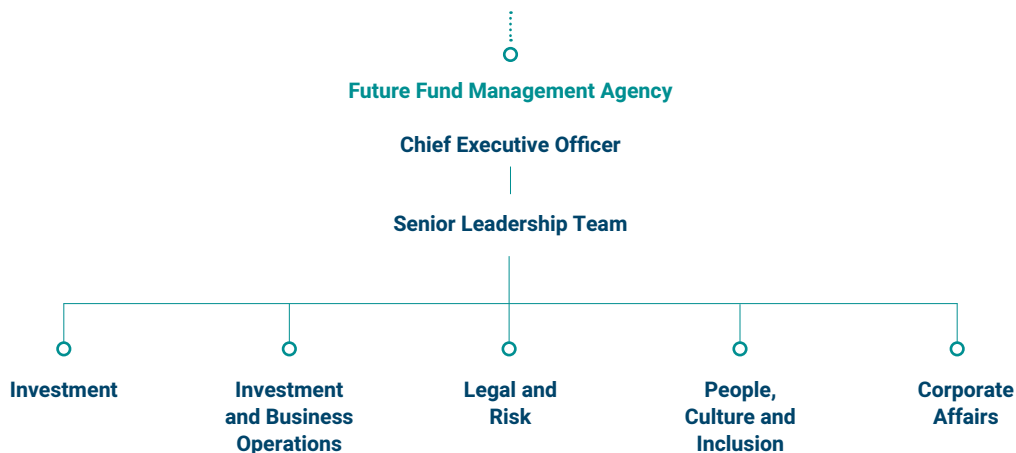 Future Fund Management Agency
Chief Executive Officer
Senior Leadership Team
Investment
Investment
and Business
Operations
Legal and
Risk
People,
Culture and
Inclusion
Corporate
Affairs